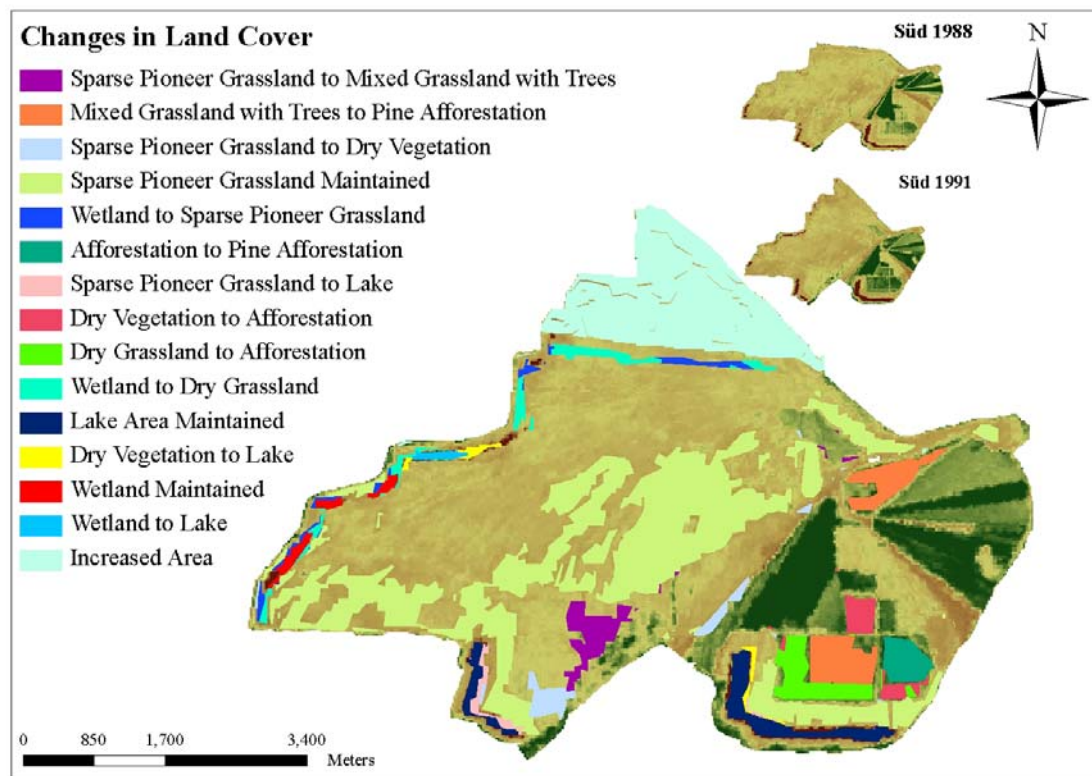 Changes in Land Cover
Sparse Pioneer Grassland to Mixed Grassland with Trees
Mixed Grassland with Trees to Pine Afforestation
Sparse Pioneer Grassland to Dry Vegetation
Sparse Pioneer Grassland Maintained
Wetland to Sparse Pioneer Grassland
Afforestation to Pine Afforestation
Sparse Pioneer Grassland to Lake
Dry Vegetation to Afforestation
Dry Grassland to Afforestation
Wetland to Dry Grassland
Lake Area Maintained
Dry Vegetation to Lake
Wetland Maintained
Wetland to Lake
Increased Area
Süd 1988
N
Süd 1991
0 850 1,700 3,400
Meters